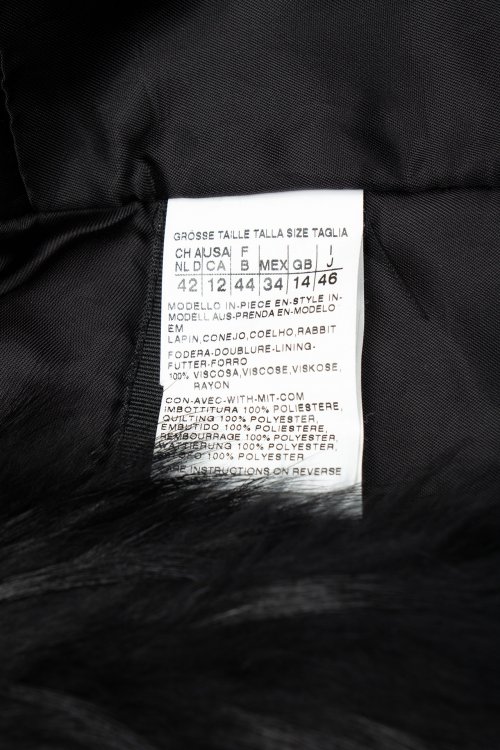 GRÖSSE TAILLE TALLA SIZE TAGLIA
CH A USA F I
NL D CA B MEX GB J
42 12 44 34 14 46
MODELLO IN-PIECE EN-STYLE IN-
MODELL AUS-PRENDA EN-MODELO
EM
LAPIN,CONEJO,COELHO,RABBIT
FODERA-DOUBLURE-LINING-
FUTTER-FORRO
100% VISCOSA,VISCOSE,VISKOSE,
RAYON
CON-AVEC-WITH-MIT-COM
IMBOTTITURA 100% POLIESTERE,
QUILTING 100% POLYESTER,
EMBUTIDO 100% POLIESTERE,
REMBOURRAGE 100% POLYESTER,
100% POLYESTER
INSTRUCTIONS ON REVERSE